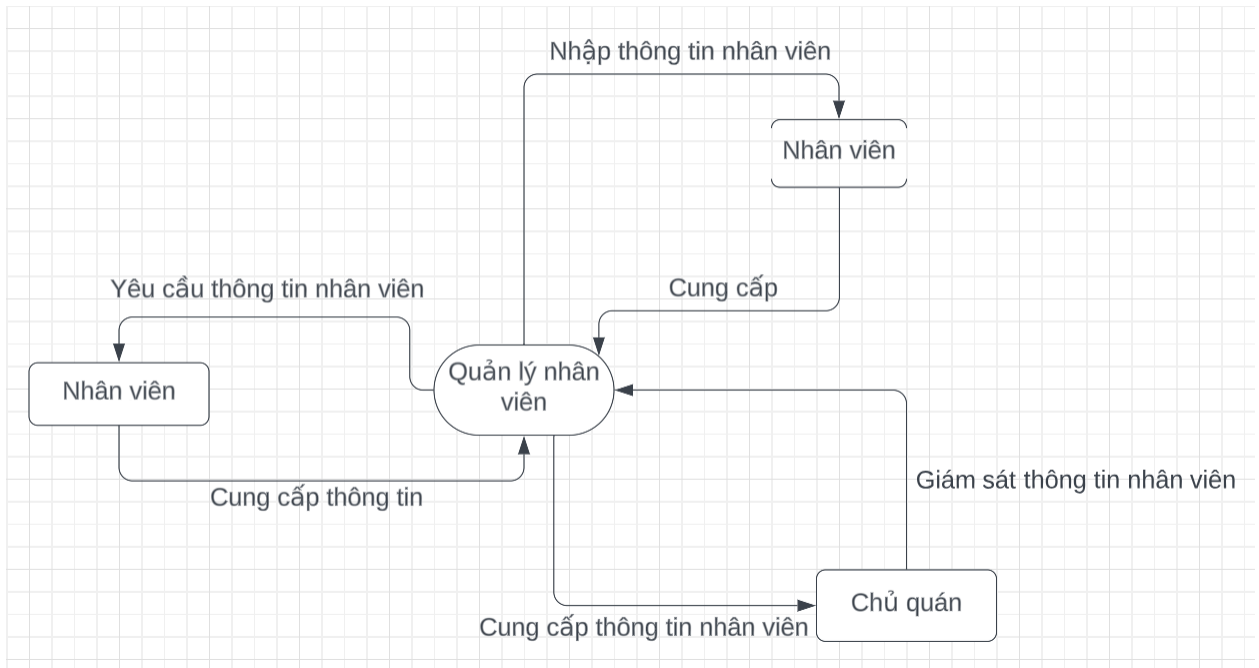 Nhập thông tin nhân viên
Nhân viên
Yêu cầu thông tin nhân viên
Cung cấp
Nhân viên
Quản lý nhân
viên
Cung cấp thông tin
Giám sát thông tin nhân viên
Chủ quán
Cung cấp thông tin nhân viên